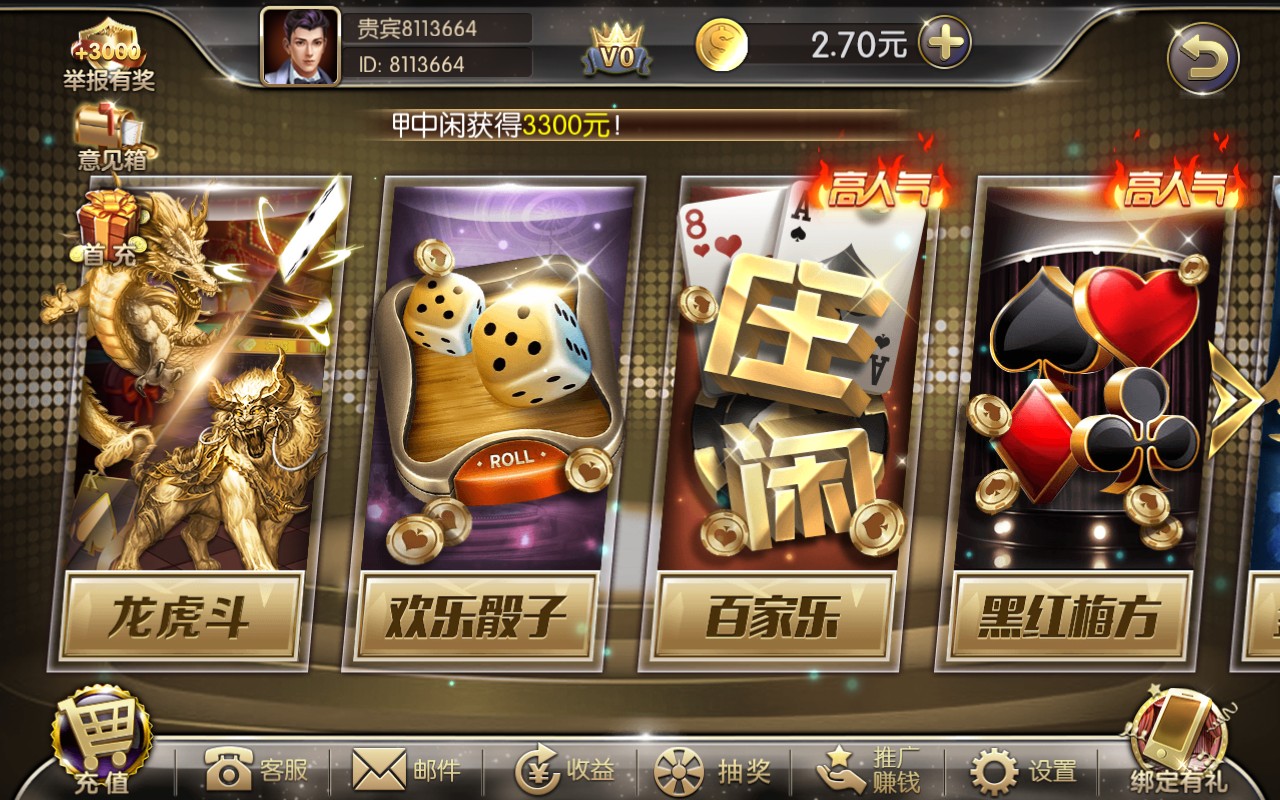 +3000
举报有奖
贵宾8113664
ID: 8113664
V0
2.70元
意见箱
甲中闲获得3300元!
首充
高人气
高人气
K
ROLL
8
A
A
庄
闲
龙虎斗
欢乐骰子
百家乐
黑红梅方
充值
客服
邮件
收益
抽奖
推广
赚钱
设置
绑定有礼